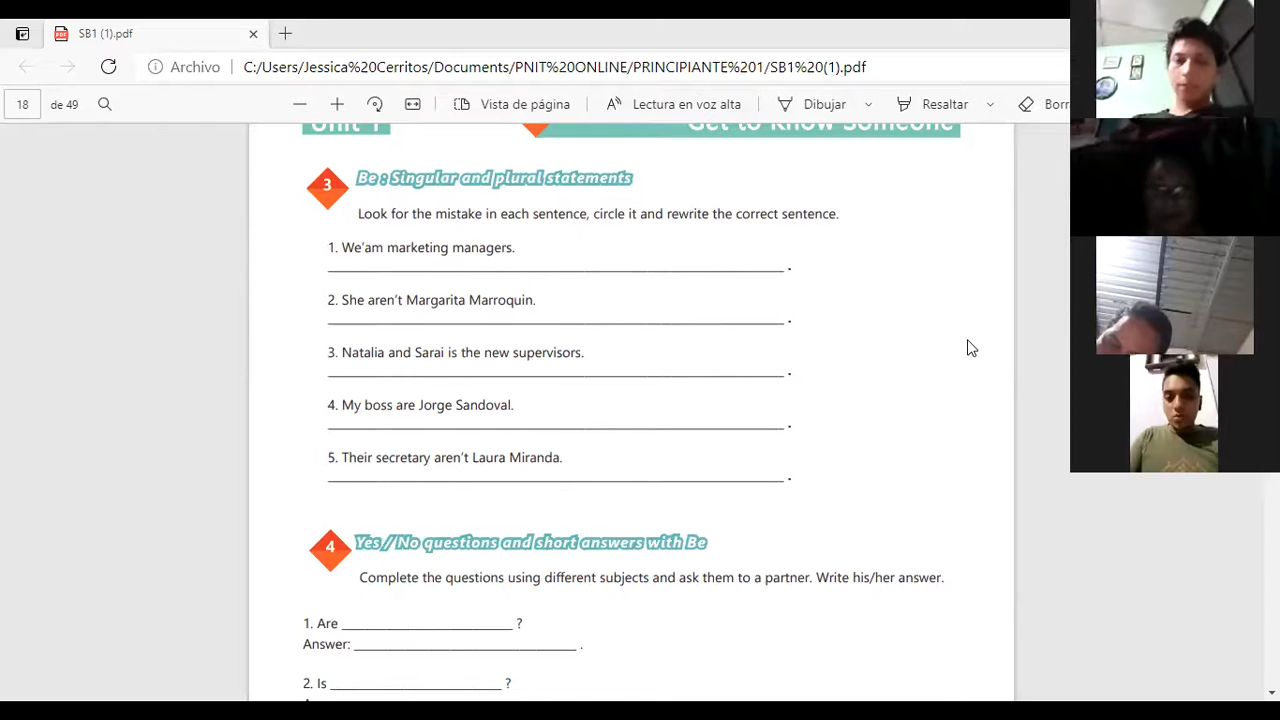 SB1 (1).pdf
Archivo C:/Users/Jessica%20Cerritos/Documents/PNIT%20ONLINE/PRINCIPIANTE%201/SB1%20(1).pdf
18 de 49 Vista de página Lectura en voz alta Dibujar Resaltar Borr
Unit 1 Get to Know Someone
3 Be : Singular and plural statements
Look for the mistake in each sentence, circle it and rewrite the correct sentence.
1. We'am marketing managers.
.
2. She aren't Margarita Marroquin.
.
3. Natalia and Sarai is the new supervisors.
.
4. My boss are Jorge Sandoval.
.
5. Their secretary aren't Laura Miranda.
.
4 Yes / No questions and short answers with Be
Complete the questions using different subjects and ask them to a partner. Write his/her answer.
1. Are ______________________ ?
Answer: ____________________________ .
2. Is ______________________ ?